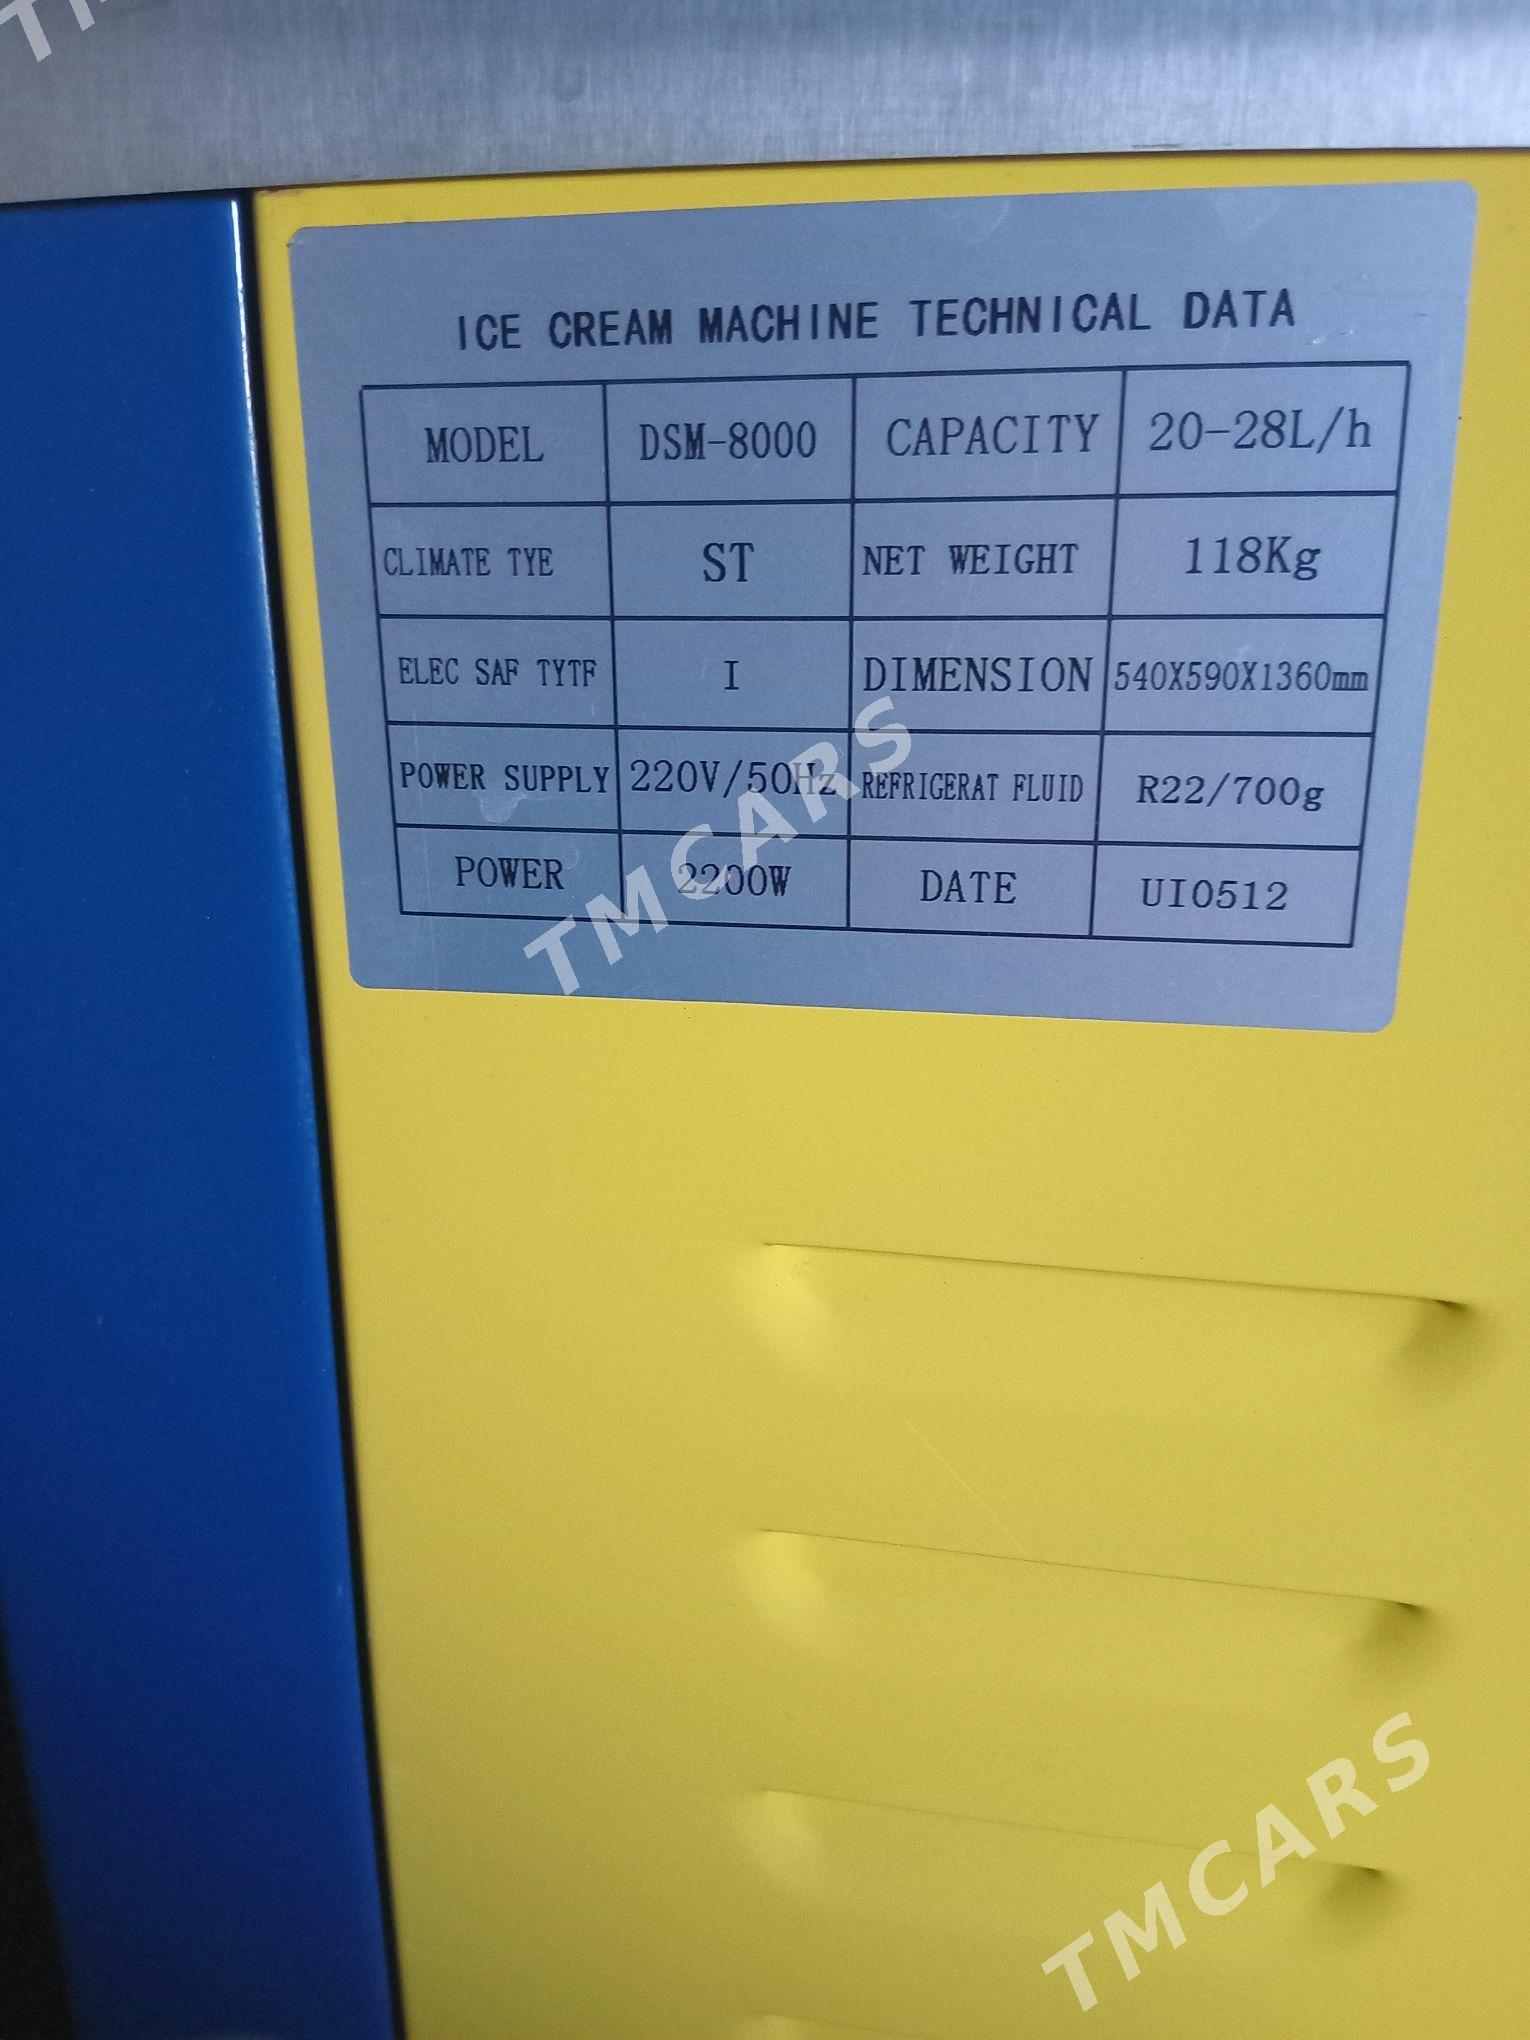 ICE CREAM MACHINE TECHNICAL DATA
MODEL DSM-8000 CAPACITY 20-28L/h
CLIMATE TYE ST NET WEIGHT 118Kg
ELEC SAF TYTF I DIMENSION 540X590X1360mm
POWER SUPPLY 220V/50Hz REFRIGERAT FLUID R22/700g
POWER 2200W DATE UI0512
TMCARS
TMCARS